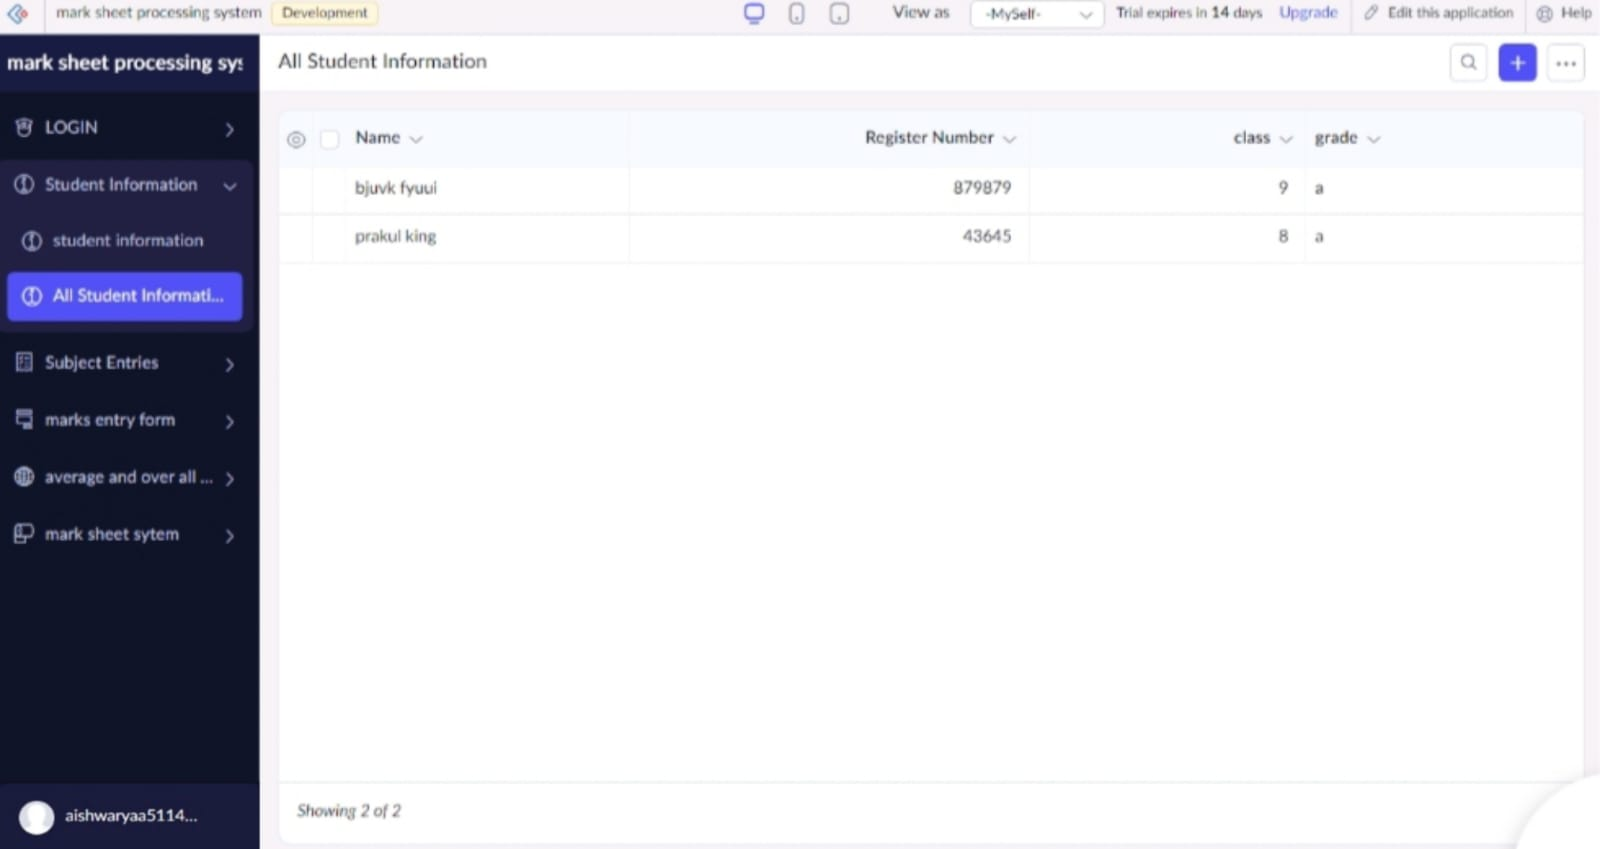 mark sheet processing system Development View as -MySelf- Trial expires in 14 days Upgrade Edit this application Help
mark sheet processing sys
All Student Information
LOGIN
Student Information
student information
All Student Informati...
Subject Entries
marks entry form
average and over all ...
mark sheet sytem
aishwaryaa5114...
Name Register Number class grade
bjuvk fyuui 879879 9 a
prakul king 43645 8 a
Showing 2 of 2